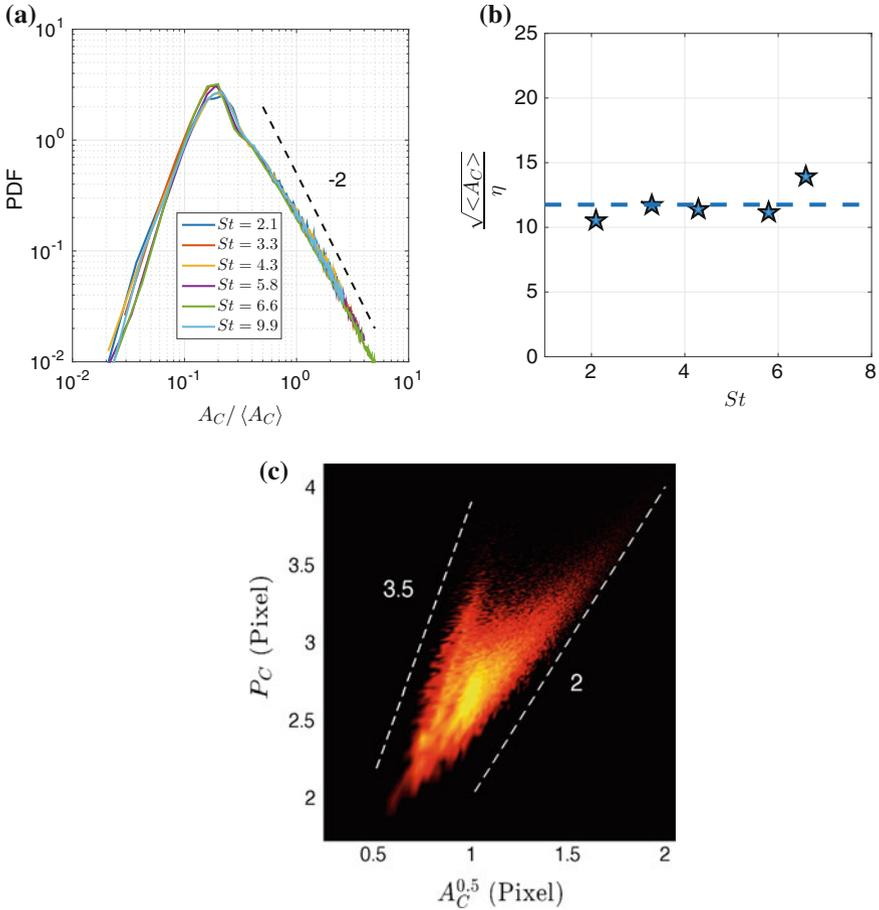 (a)
10^1
10^0
10^-1
10^-2
PDF
-2
St = 2.1
St = 3.3
St = 4.3
St = 5.8
St = 6.6
St = 9.9
10^-2
10^-1
10^0
10^1
A_C / ⟨A_C⟩
(b)
25
20
15
10
5
0
√<A_C> / η
2
4
6
8
St
(c)
4
3.5
3
2.5
2
P_C (Pixel)
3.5
2
0.5
1
1.5
2
A_C^0.5 (Pixel)